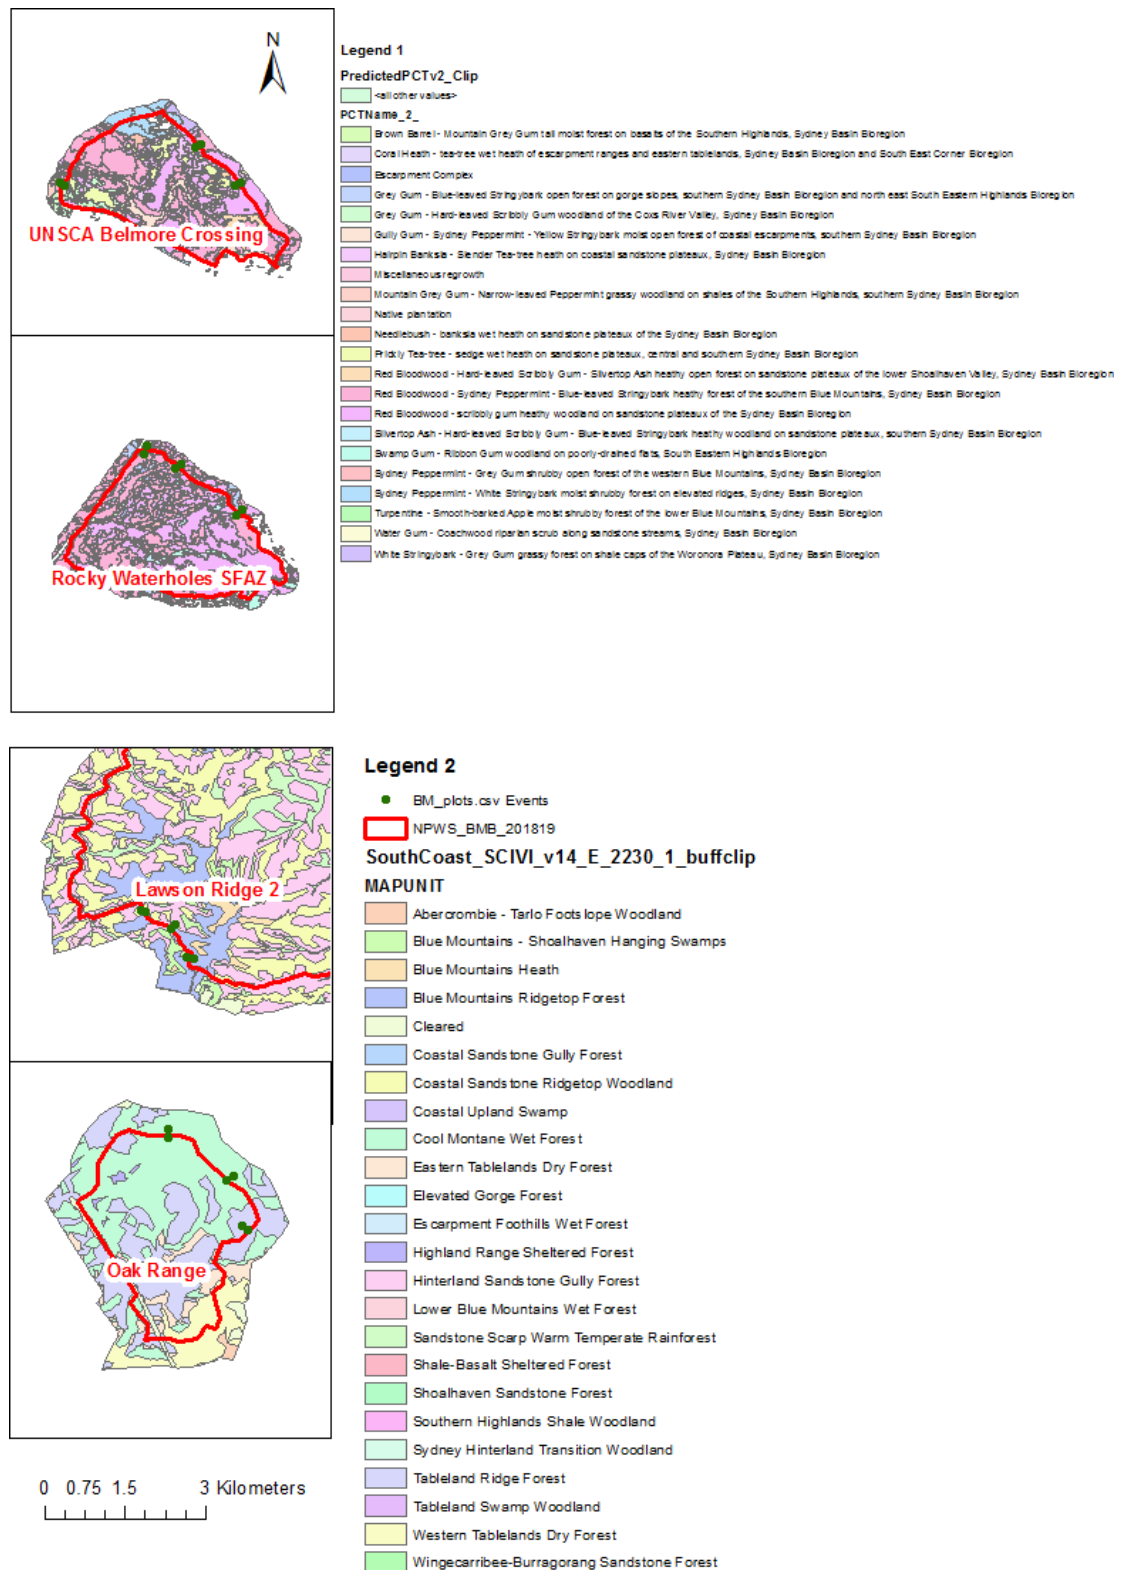 N
UNSCA Belmore Crossing
Rocky Waterholes SFAZ
Legend 1
PredictedPCTv2_Clip
<all other values>
PCTName_2_
Brown Barrel - Mountain Grey Gum tall moist forest on basalts of the Southern Highlands, Sydney Basin Bioregion
Coral Heath - tea-tree wet heath of escarpment ranges and eastern tablelands, Sydney Basin Bioregion and South East Corner Bioregion
Escarpment Complex
Grey Gum - Blue-leaved Stringybark open forest on gorge slopes, southern Sydney Basin Bioregion and north east South Eastern Highlands Bioregion
Grey Gum - Hard-leaved Scribbly Gum woodland of the Coxs River Valley, Sydney Basin Bioregion
Gully Gum - Sydney Peppermint - Yellow Stringybark moist open forest of coastal escarpments, southern Sydney Basin Bioregion
Hairpin Banksia - Slender Tea-tree heath on coastal sandstone plateaux, Sydney Basin Bioregion
Miscellaneous regrowth
Mountain Grey Gum - Narrow-leaved Peppermint grassy woodland on shales of the Southern Highlands, southern Sydney Basin Bioregion
Native plantation
Needlebush - banksia wet heath on sandstone plateaux of the Sydney Basin Bioregion
Prickly Tea-tree - sedge wet heath on sandstone plateaux, central and southern Sydney Basin Bioregion
Red Bloodwood - Hard-leaved Scribbly Gum - Silvertop Ash heathy open forest on sandstone plateaux of the lower Shoalhaven Valley, Sydney Basin Bioregion
Red Bloodwood - Sydney Peppermint - Blue-leaved Stringybark heathy forest of the southern Blue Mountains, Sydney Basin Bioregion
Red Bloodwood - scribbly gum heathy woodland on sandstone plateaux of the Sydney Basin Bioregion
Silvertop Ash - Hard-leaved Scribbly Gum - Blue-leaved Stringybark heathy woodland on sandstone plateaux, southern Sydney Basin Bioregion
Swamp Gum - Ribbon Gum woodland on poorly-drained flats, South Eastern Highlands Bioregion
Sydney Peppermint - Grey Gum shrubby open forest of the western Blue Mountains, Sydney Basin Bioregion
Sydney Peppermint - White Stringybark moist shrubby forest on elevated ridges, Sydney Basin Bioregion
Turpentine - Smooth-barked Apple moist shrubby forest of the lower Blue Mountains, Sydney Basin Bioregion
Water Gum - Coachwood riparian scrub along sandstone streams, Sydney Basin Bioregion
White Stringybark - Grey Gum grassy forest on shale caps of the Woronora Plateau, Sydney Basin Bioregion
Lawson Ridge 2
Oak Range
0 0.75 1.5 3 Kilometers
Legend 2
BM_plots.csv Events
NPWS_BMB_201819
SouthCoast_SCIVI_v14_E_2230_1_buffclip
MAPUNIT
Abercrombie - Tarlo Footslope Woodland
Blue Mountains - Shoalhaven Hanging Swamps
Blue Mountains Heath
Blue Mountains Ridgetop Forest
Cleared
Coastal Sandstone Gully Forest
Coastal Sandstone Ridgetop Woodland
Coastal Upland Swamp
Cool Montane Wet Forest
Eastern Tablelands Dry Forest
Elevated Gorge Forest
Escarpment Foothills Wet Forest
Highland Range Sheltered Forest
Hinterland Sandstone Gully Forest
Lower Blue Mountains Wet Forest
Sandstone Scarp Warm Temperate Rainforest
Shale-Basalt Sheltered Forest
Shoalhaven Sandstone Forest
Southern Highlands Shale Woodland
Sydney Hinterland Transition Woodland
Tableland Ridge Forest
Tableland Swamp Woodland
Western Tablelands Dry Forest
Wingecarribee-Burragorang Sandstone Forest